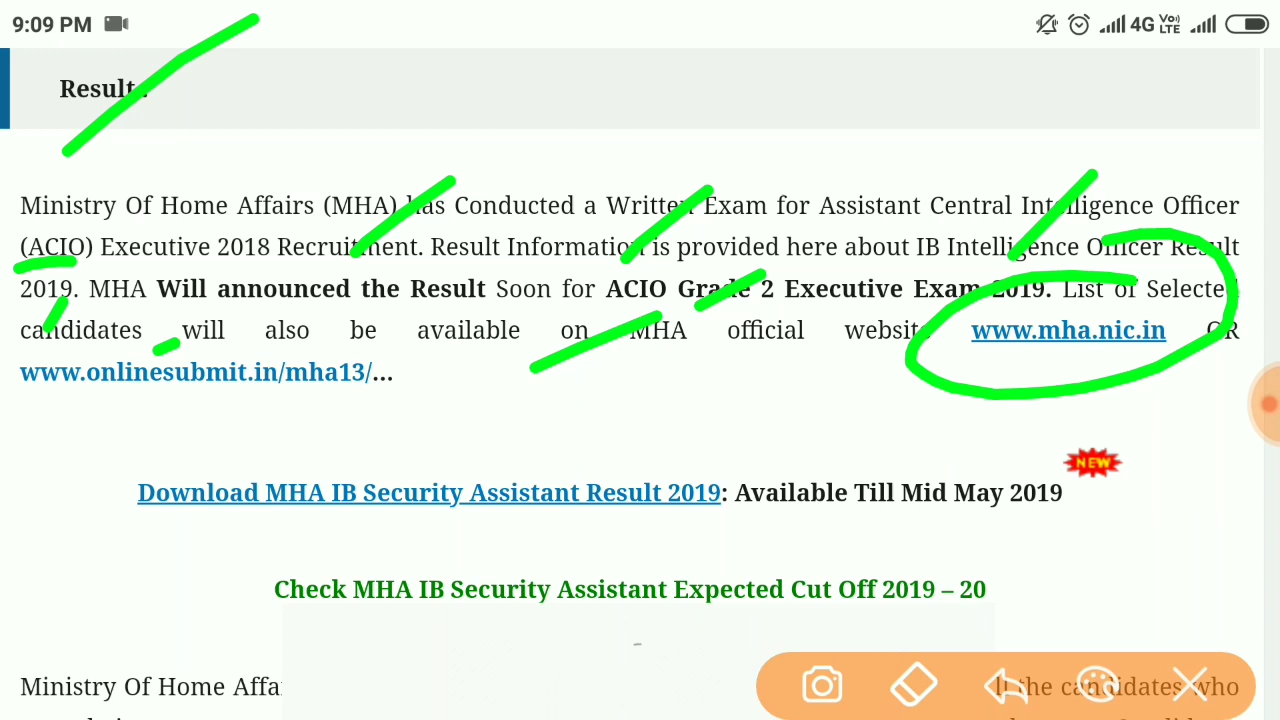 9:09 PM 4G Vo) LTE
Results
Ministry Of Home Affairs (MHA) has Conducted a Written Exam for Assistant Central Intelligence Officer
(ACIO) Executive 2018 Recruitment. Result Information is provided here about IB Intelligence Officer Result
2019. MHA Will announced the Result Soon for ACIO Grade 2 Executive Exam 2019. List of Selected
candidates will also be available on MHA official website www.mha.nic.in OR
www.onlinesubmit.in/mha13/...
NEW
Download MHA IB Security Assistant Result 2019: Available Till Mid May 2019
Check MHA IB Security Assistant Expected Cut Off 2019 – 20
Ministry Of Home the candidates who